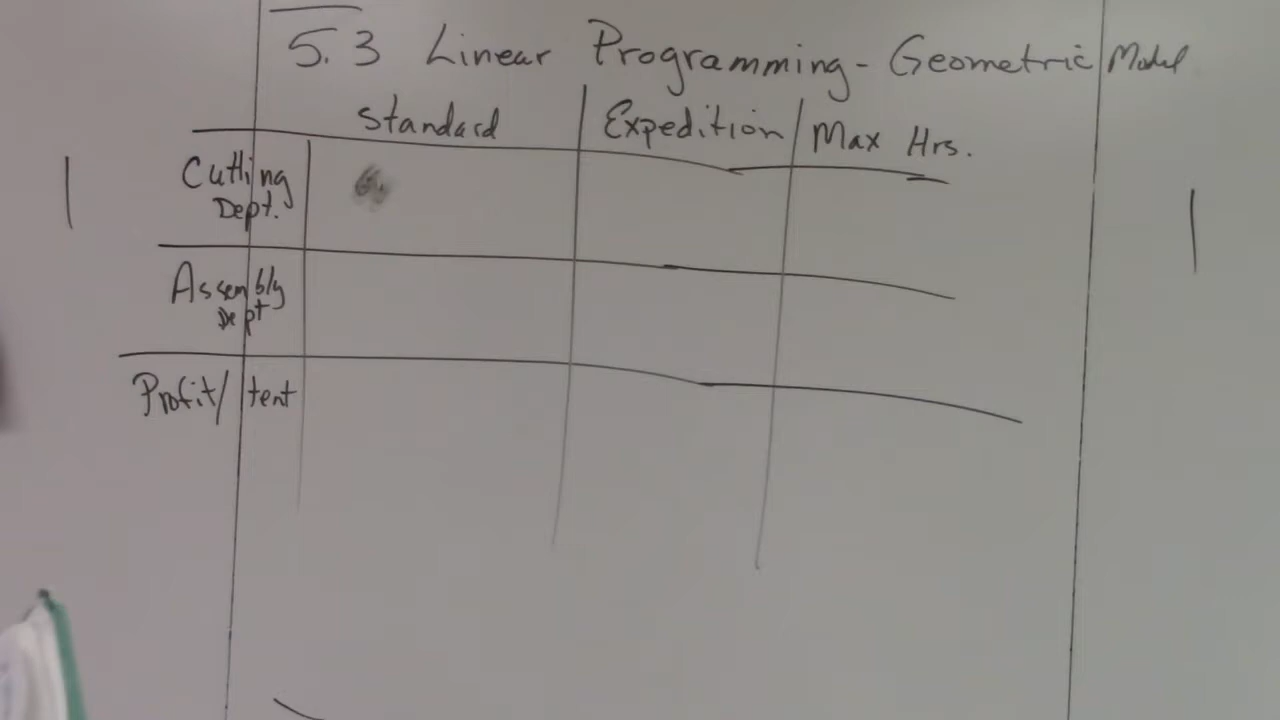 5.3 Linear Programming - Geometric Model
Standard Expedition Max Hrs.
Cutting
Dept.
Assembly
Dept
Profit/tent